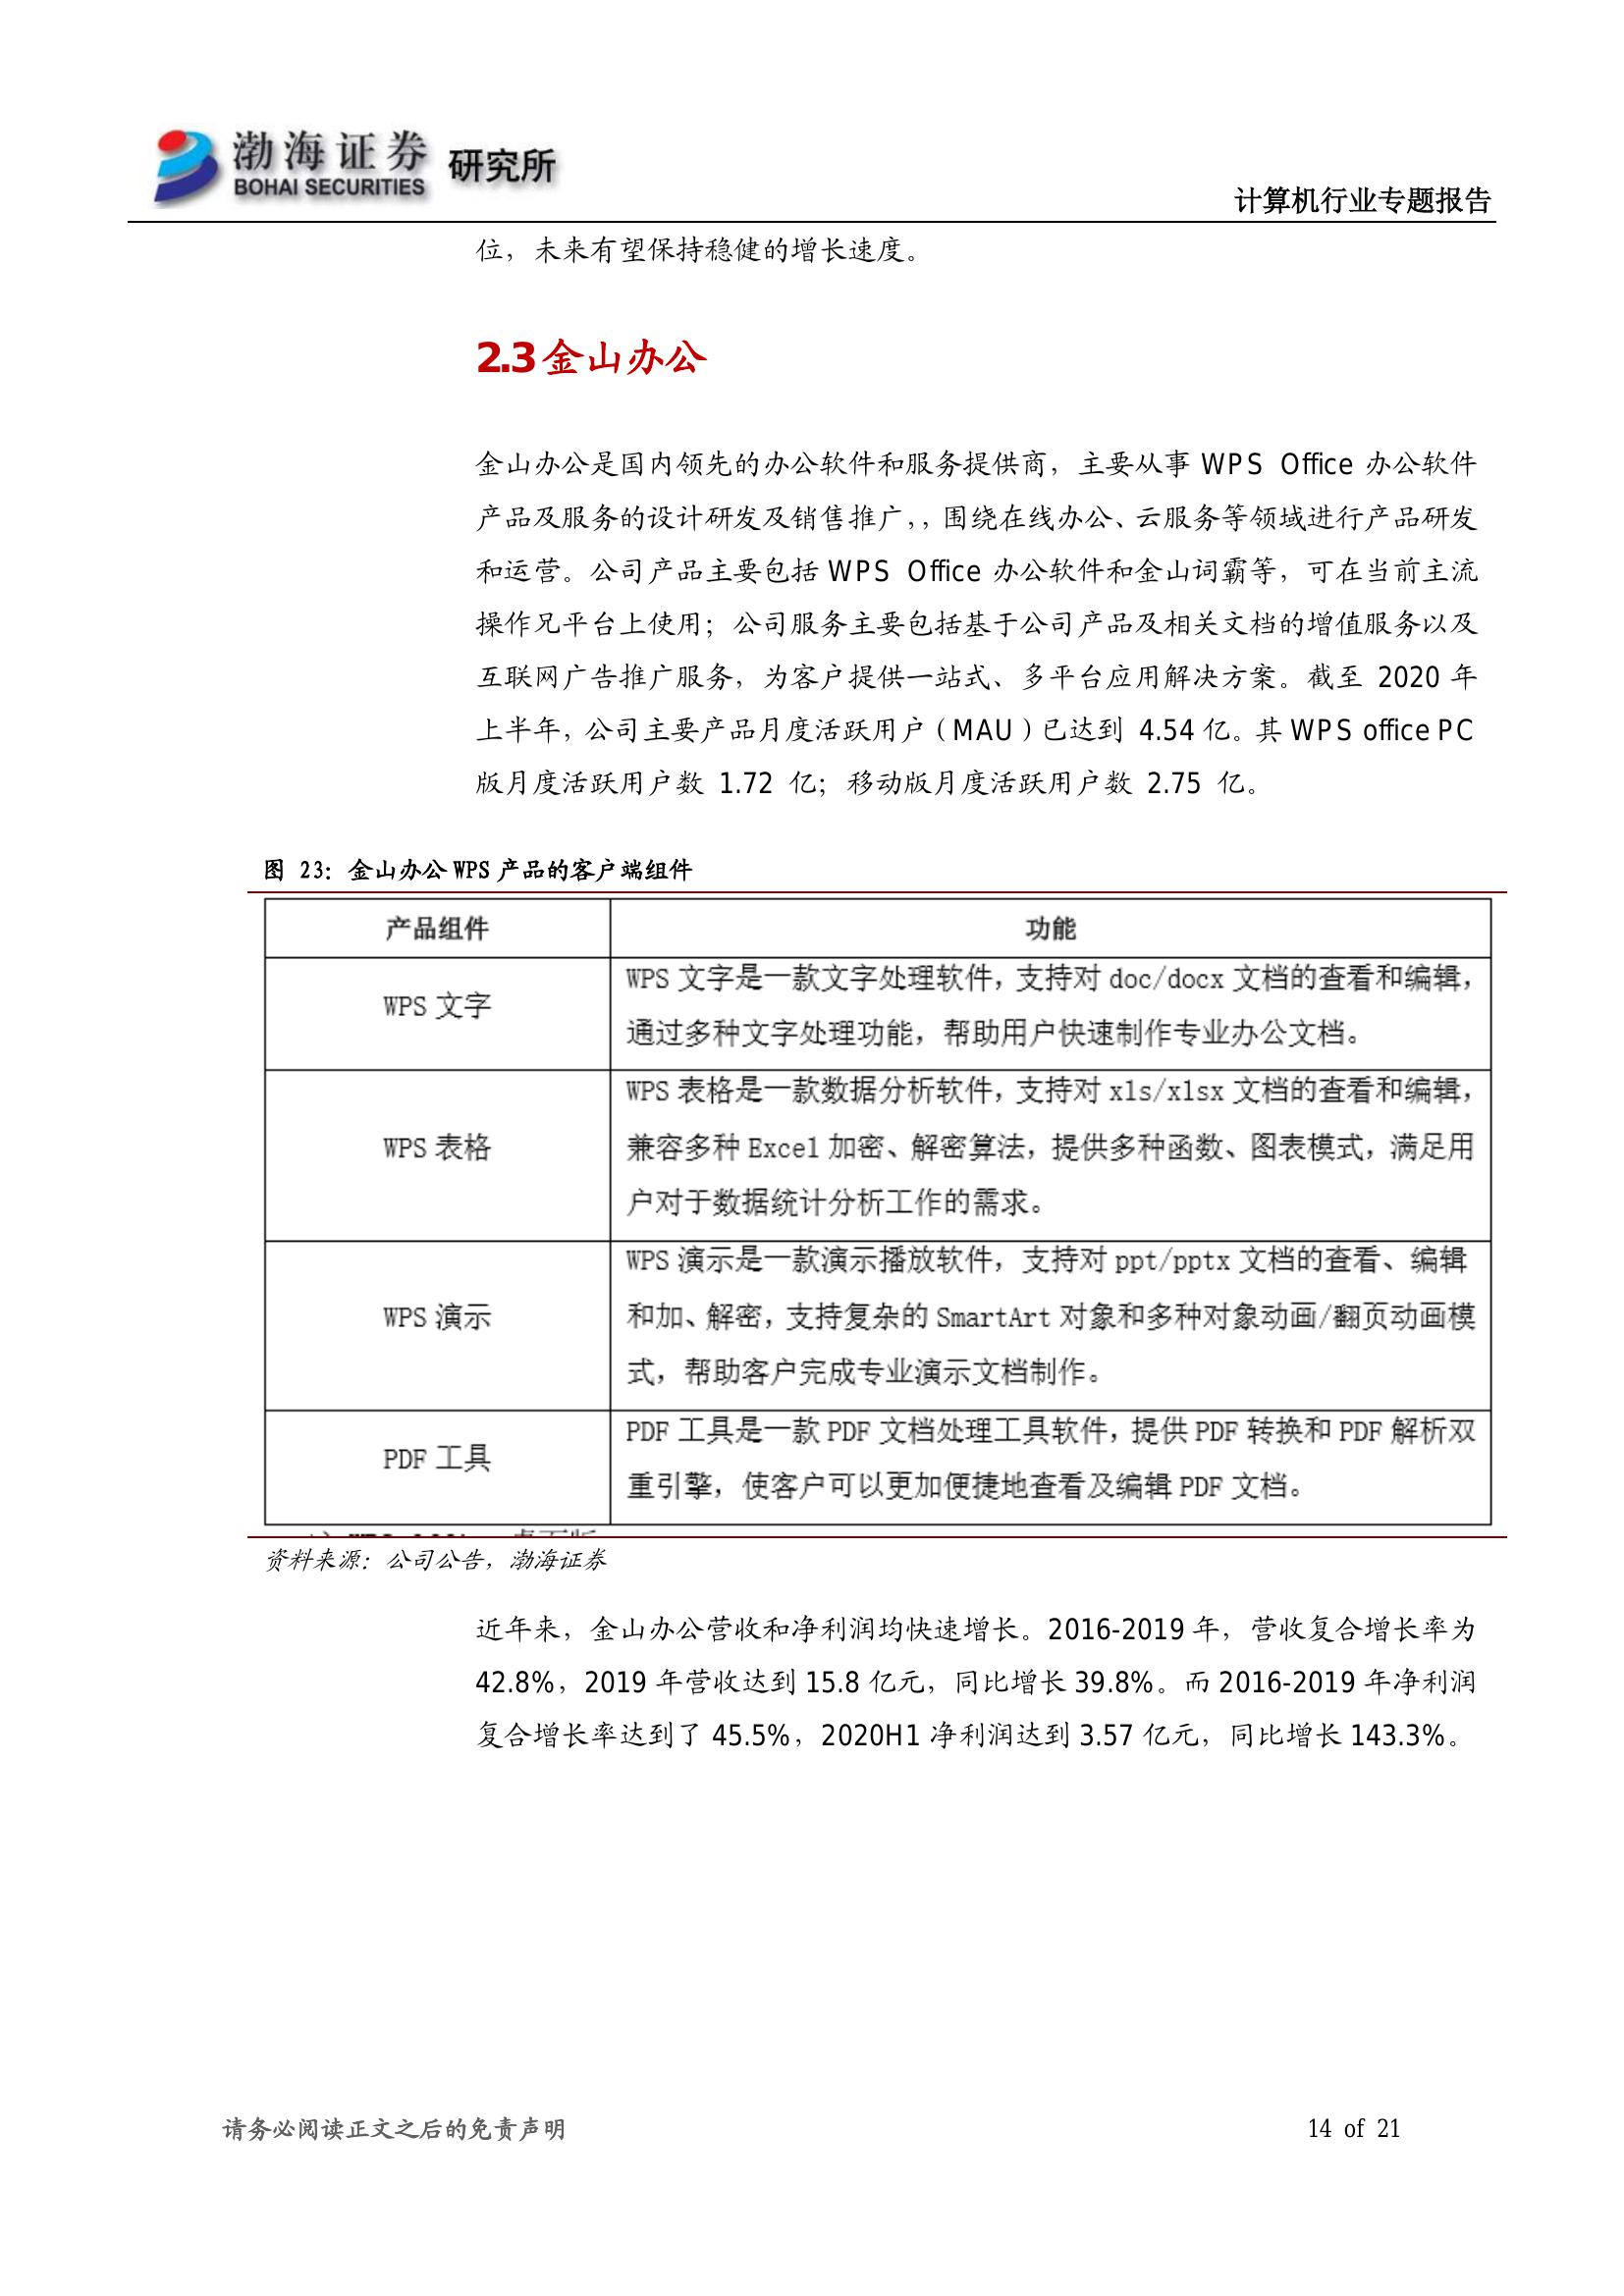 渤海证券 研究所
BOHAI SECURITIES
计算机行业专题报告
位，未来有望保持稳健的增长速度。
2.3 金山办公
金山办公是国内领先的办公软件和服务提供商，主要从事 WPS Office 办公软件
产品及服务的设计研发及销售推广，，围绕在线办公、云服务等领域进行产品研发
和运营。公司产品主要包括 WPS Office 办公软件和金山词霸等，可在当前主流
操作兄平台上使用；公司服务主要包括基于公司产品及相关文档的增值服务以及
互联网广告推广服务，为客户提供一站式、多平台应用解决方案。截至 2020 年
上半年，公司主要产品月度活跃用户（MAU）已达到 4.54 亿。其 WPS office PC
版月度活跃用户数 1.72 亿；移动版月度活跃用户数 2.75 亿。
图 23：金山办公 WPS 产品的客户端组件
产品组件 功能
WPS 文字是一款文字处理软件，支持对 doc/docx 文档的查看和编辑，
WPS 文字
通过多种文字处理功能，帮助用户快速制作专业办公文档。
WPS 表格是一款数据分析软件，支持对 xls/xlsx 文档的查看和编辑，
WPS 表格 兼容多种 Excel 加密、解密算法，提供多种函数、图表模式，满足用
户对于数据统计分析工作的需求。
WPS 演示是一款演示播放软件，支持对 ppt/pptx 文档的查看、编辑
WPS 演示 和加、解密，支持复杂的 SmartArt 对象和多种对象动画/翻页动画模
式，帮助客户完成专业演示文档制作。
PDF 工具是一款 PDF 文档处理工具软件，提供 PDF 转换和 PDF 解析双
PDF 工具
重引擎，使客户可以更加便捷地查看及编辑 PDF 文档。
资料来源：公司公告，渤海证券
近年来，金山办公营收和净利润均快速增长。2016-2019 年，营收复合增长率为
42.8%，2019 年营收达到 15.8 亿元，同比增长 39.8%。而 2016-2019 年净利润
复合增长率达到了 45.5%，2020H1 净利润达到 3.57 亿元，同比增长 143.3%。
请务必阅读正文之后的免责声明 14 of 21